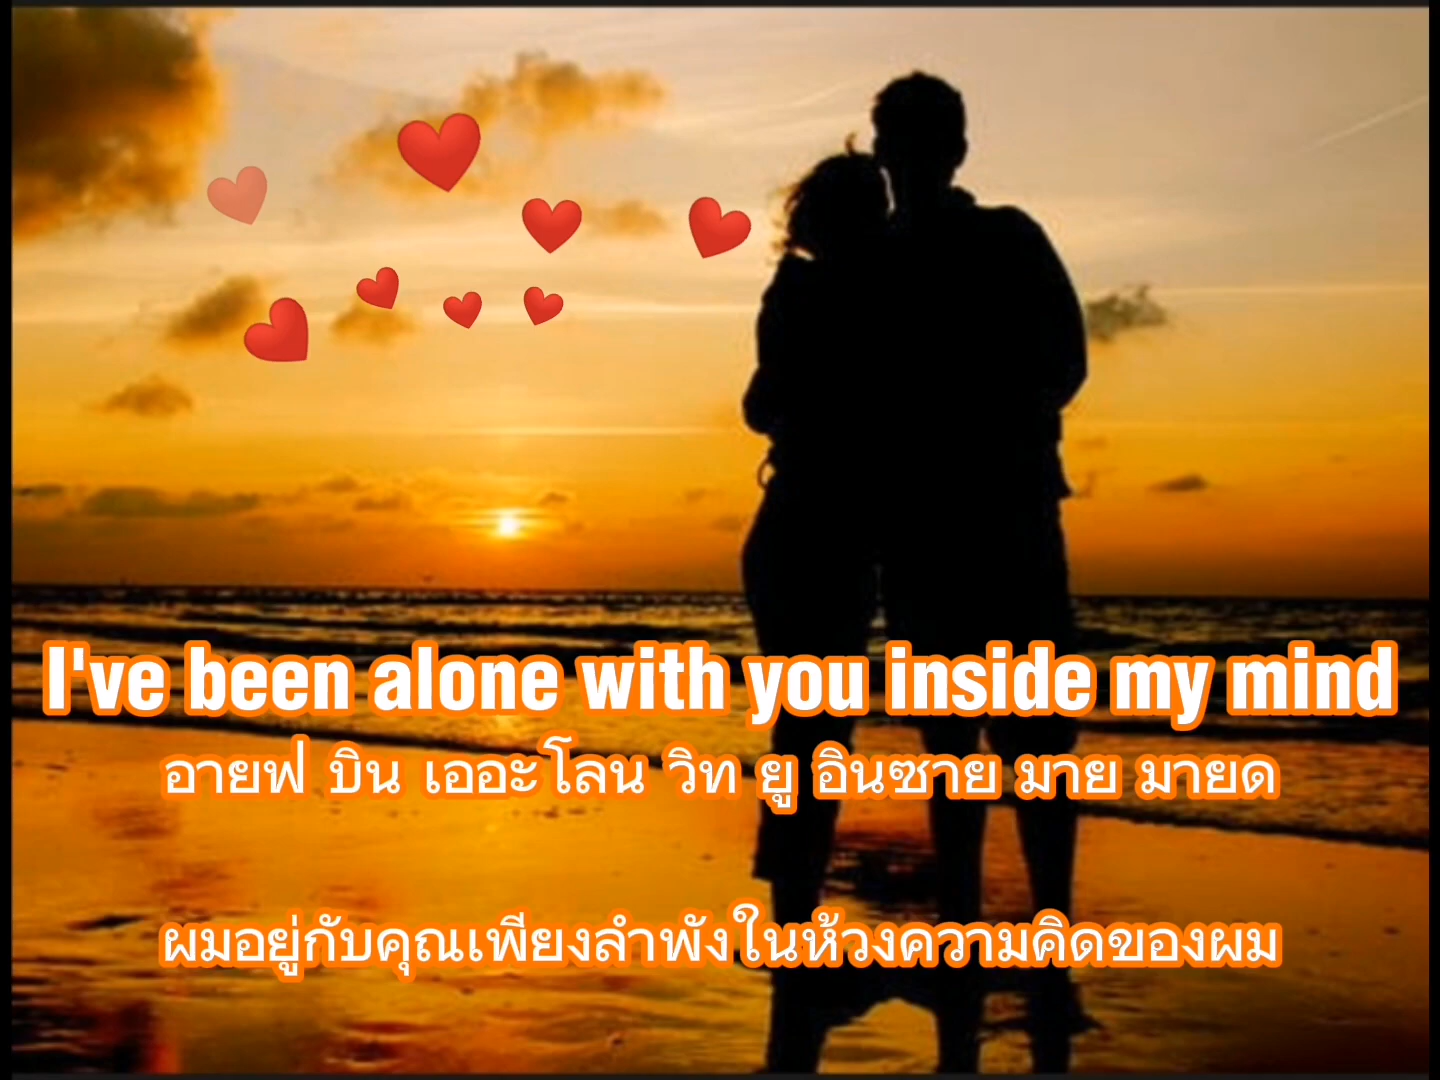 I've been alone with you inside my mind
อายฟ บิน เออะโลน วิท ยู อินซาย มาย มายด
ผมอยู่กับคุณเพียงลำพังในห้วงความคิดของผม